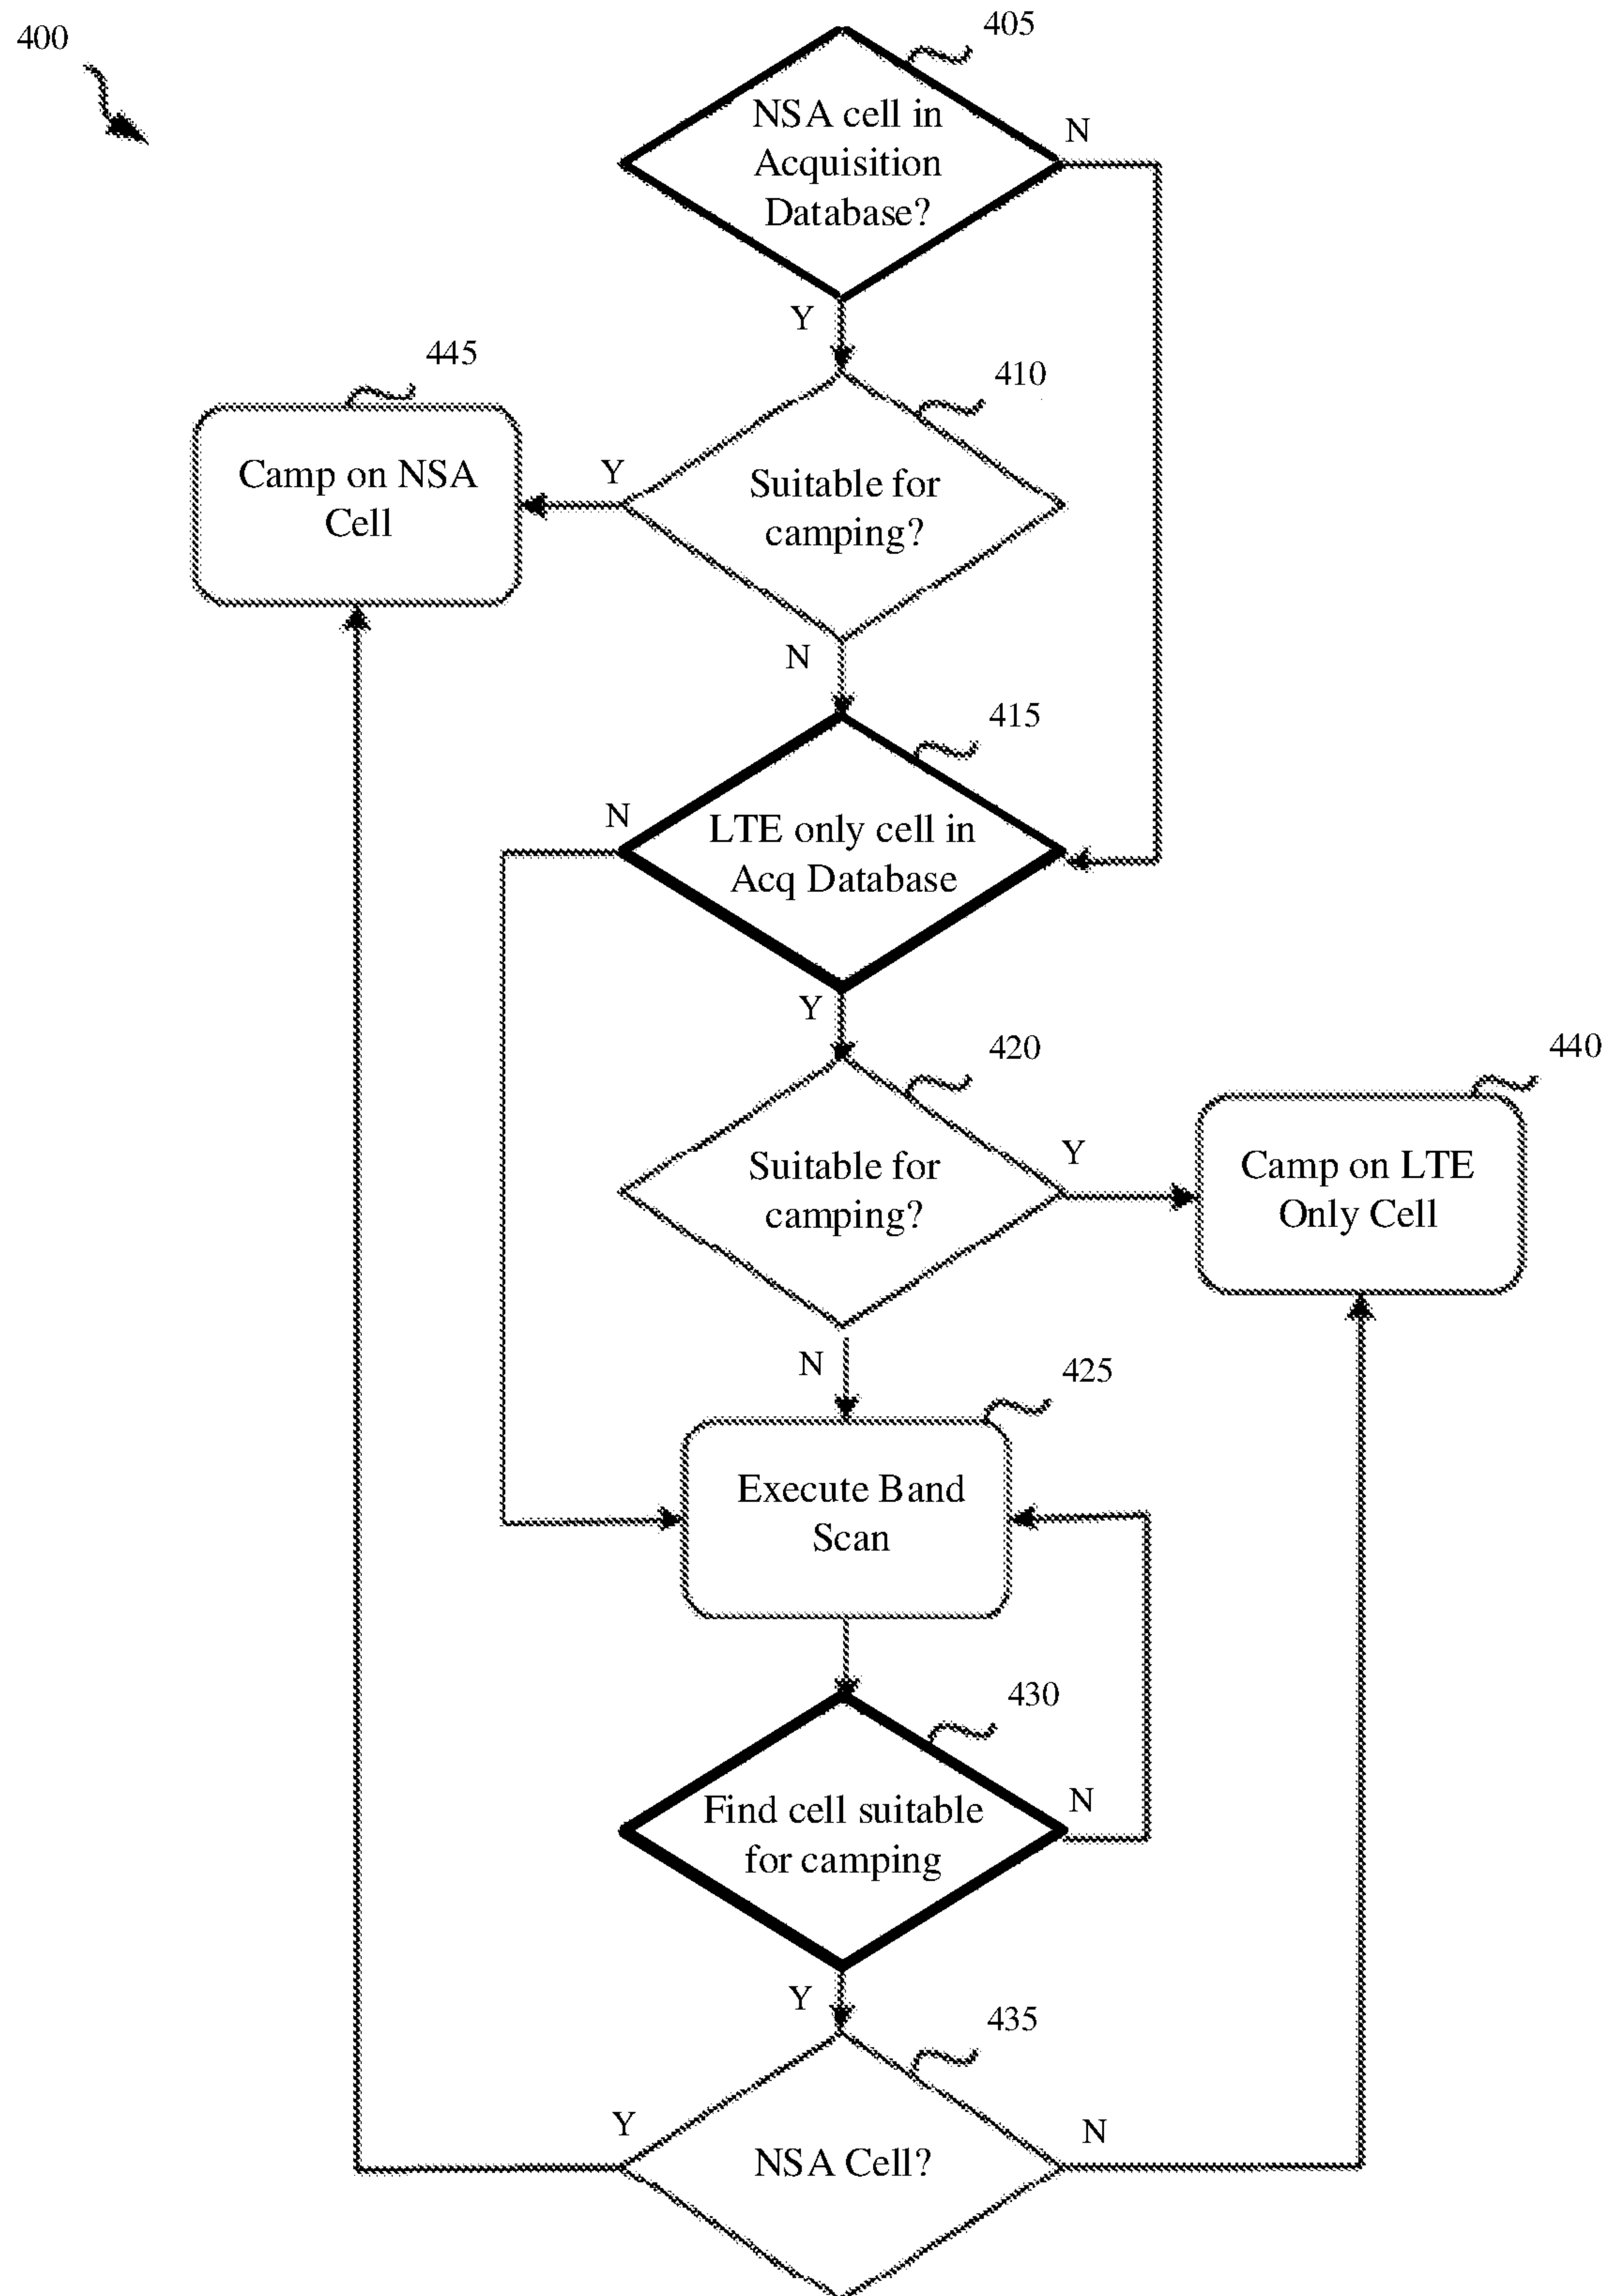 400
405
NSA cell in
Acquisition
Database?
N
Y
445
410
Camp on NSA
Cell
Y
Suitable for
camping?
N
415
N
LTE only cell in
Acq Database
Y
420
440
Suitable for
camping?
Y
Camp on LTE
Only Cell
N
425
Execute Band
Scan
430
Find cell suitable
for camping
N
Y
435
Y
NSA Cell?
N